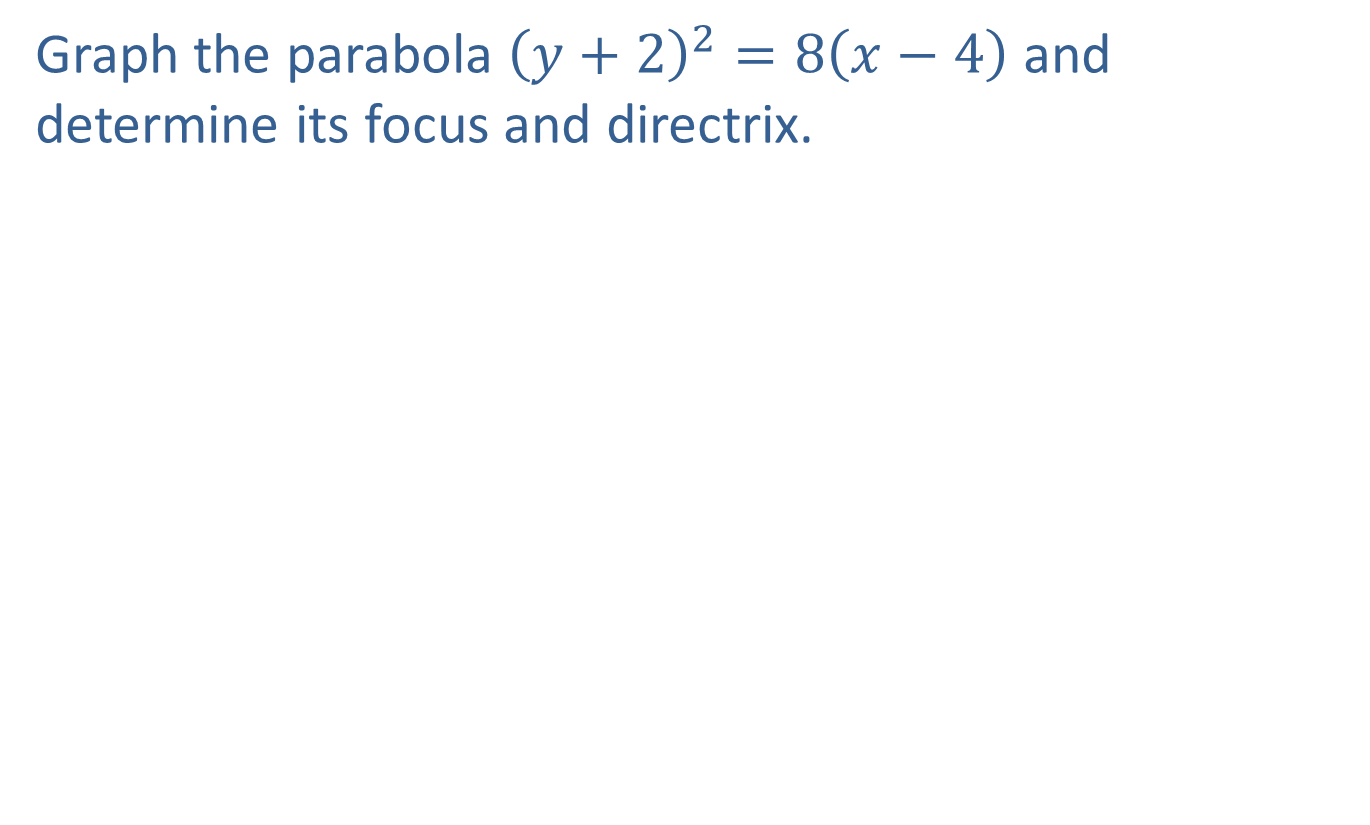 Graph the parabola (y + 2)² = 8(x − 4) and
determine its focus and directrix.